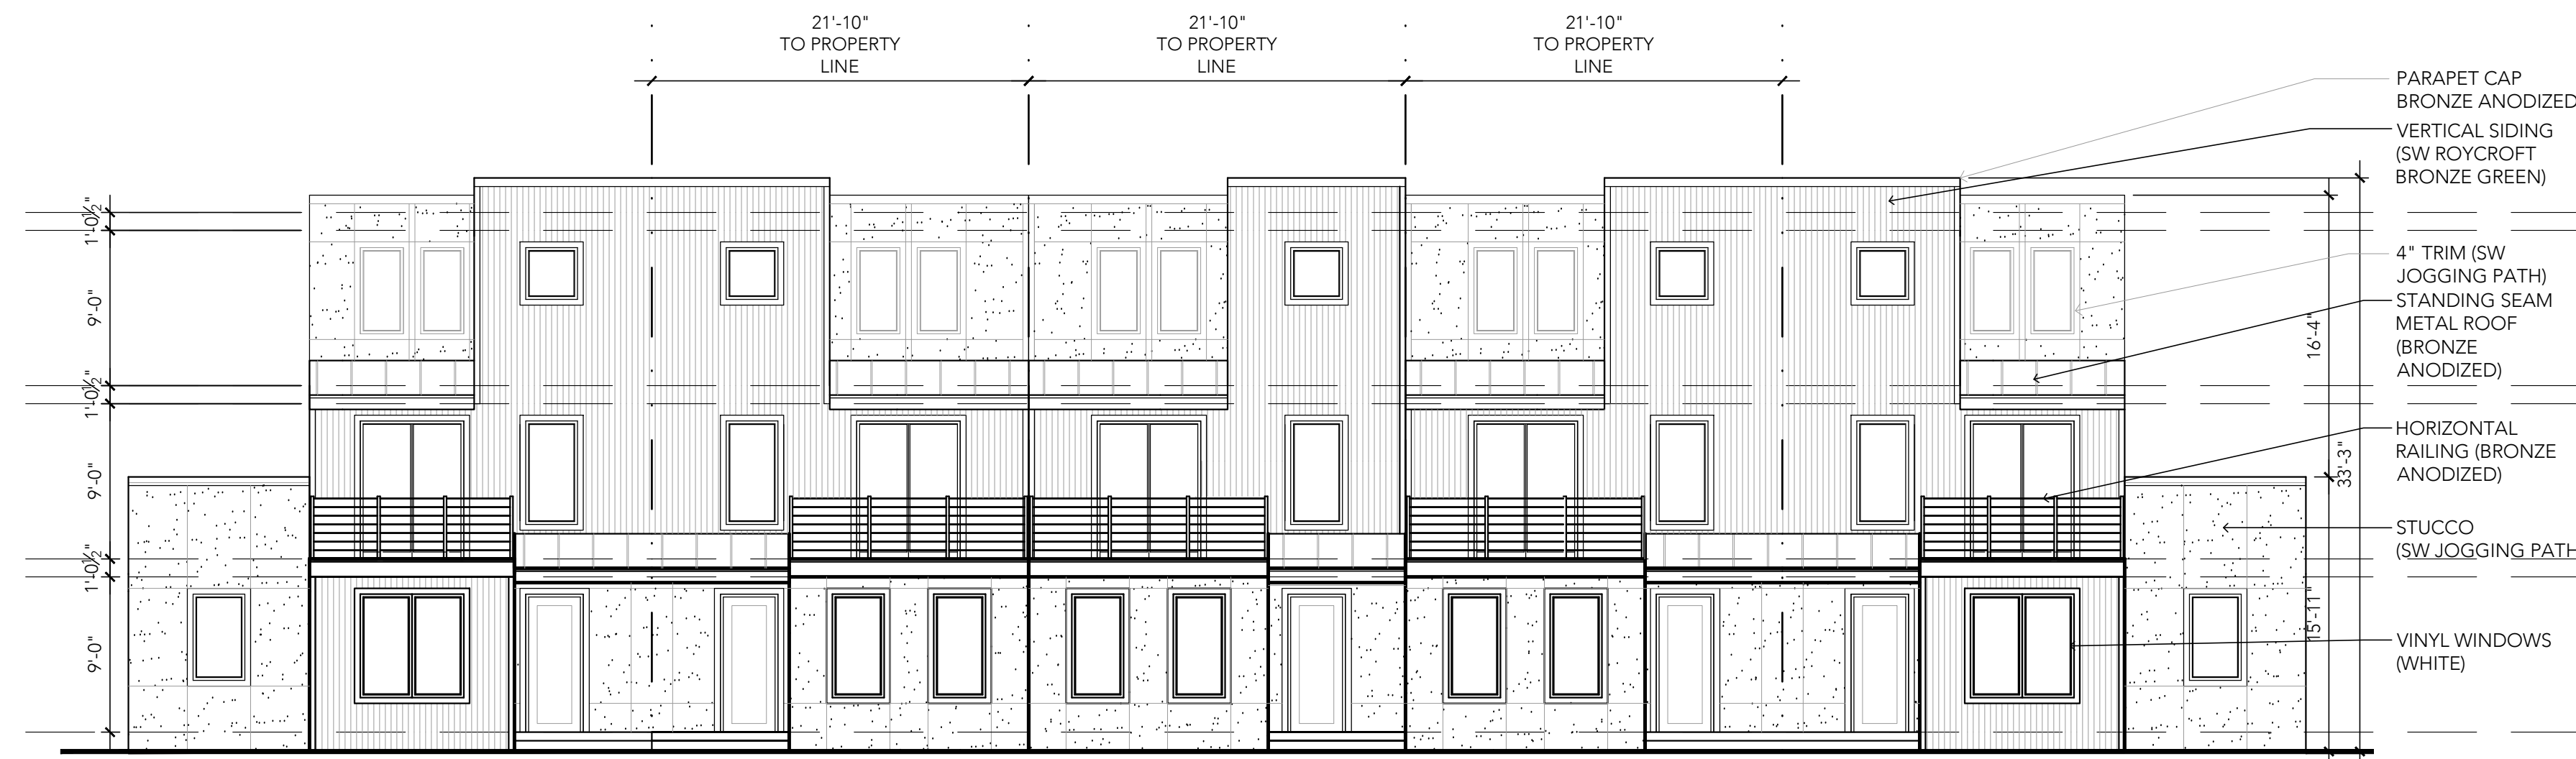 21'-10"
TO PROPERTY
LINE
21'-10"
TO PROPERTY
LINE
21'-10"
TO PROPERTY
LINE
PARAPET CAP
BRONZE ANODIZED
VERTICAL SIDING
(SW ROYCROFT
BRONZE GREEN)
4" TRIM (SW
JOGGING PATH)
STANDING SEAM
METAL ROOF
(BRONZE
ANODIZED)
HORIZONTAL
RAILING (BRONZE
ANODIZED)
STUCCO
(SW JOGGING PATH
VINYL WINDOWS
(WHITE)
1'-0½"
9'-0"
1'-0½"
9'-0"
1'-0½"
9'-0"
16'-4"
33'-3"
15'-11"